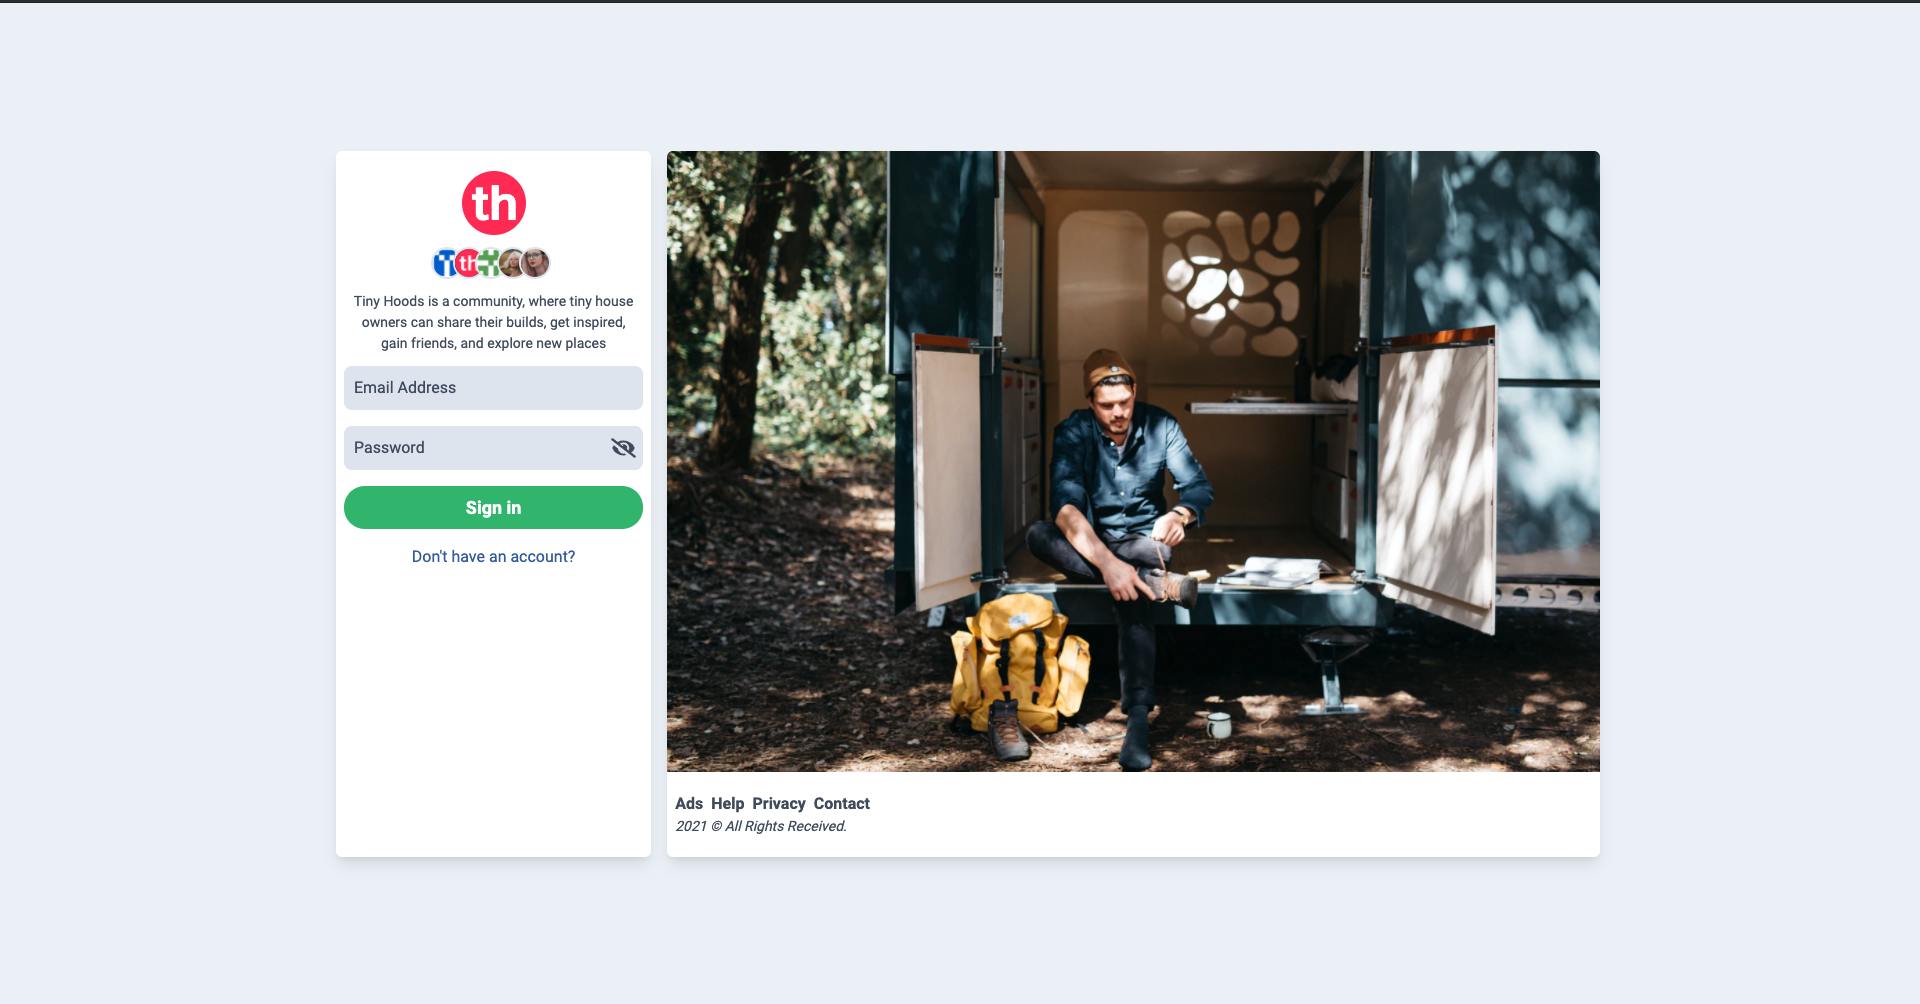 th
th
Tiny Hoods is a community, where tiny house
owners can share their builds, get inspired,
gain friends, and explore new places
Email Address
Password
Sign in
Don't have an account?
Ads Help Privacy Contact
2021 © All Rights Received.